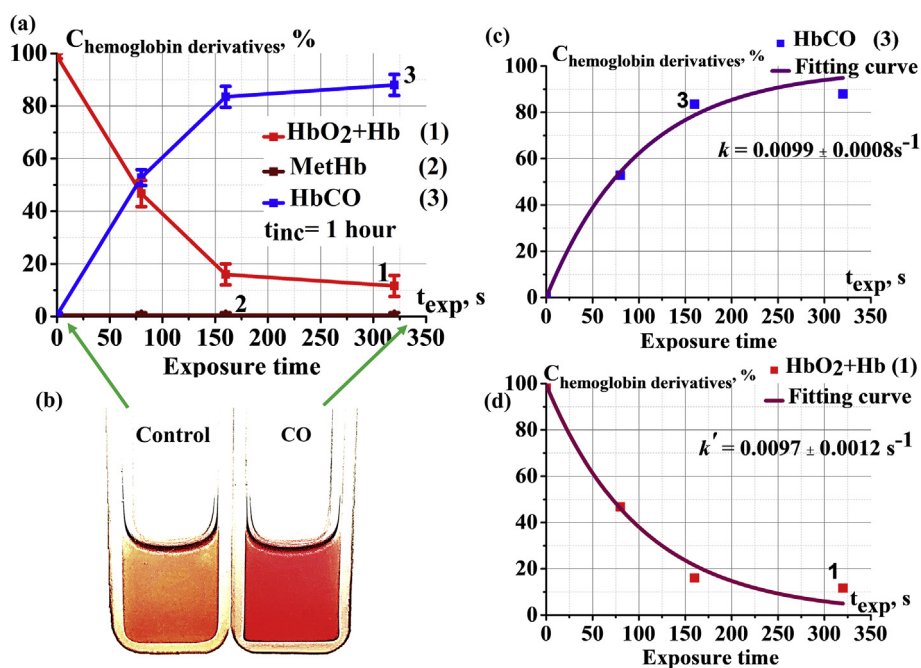 (a)
C hemoglobin derivatives, %
100
80
60
40
20
0
3
HbO2+Hb (1)
MetHb (2)
HbCO (3)
tinc= 1 hour
1
2
texp, s
0 50 100 150 200 250 300 350
Exposure time
(b)
Control
CO
(c)
HbCO (3)
C hemoglobin derivatives, %
Fitting curve
100
80
60
40
20
0
3
k = 0.0099 ± 0.0008s-1
texp, s
0 50 100 150 200 250 300 350
Exposure time
(d)
HbO2+Hb (1)
C hemoglobin derivatives, %
Fitting curve
100
80
60
40
20
0
k' = 0.0097 ± 0.0012 s-1
1
texp, s
0 50 100 150 200 250 300 350
Exposure time